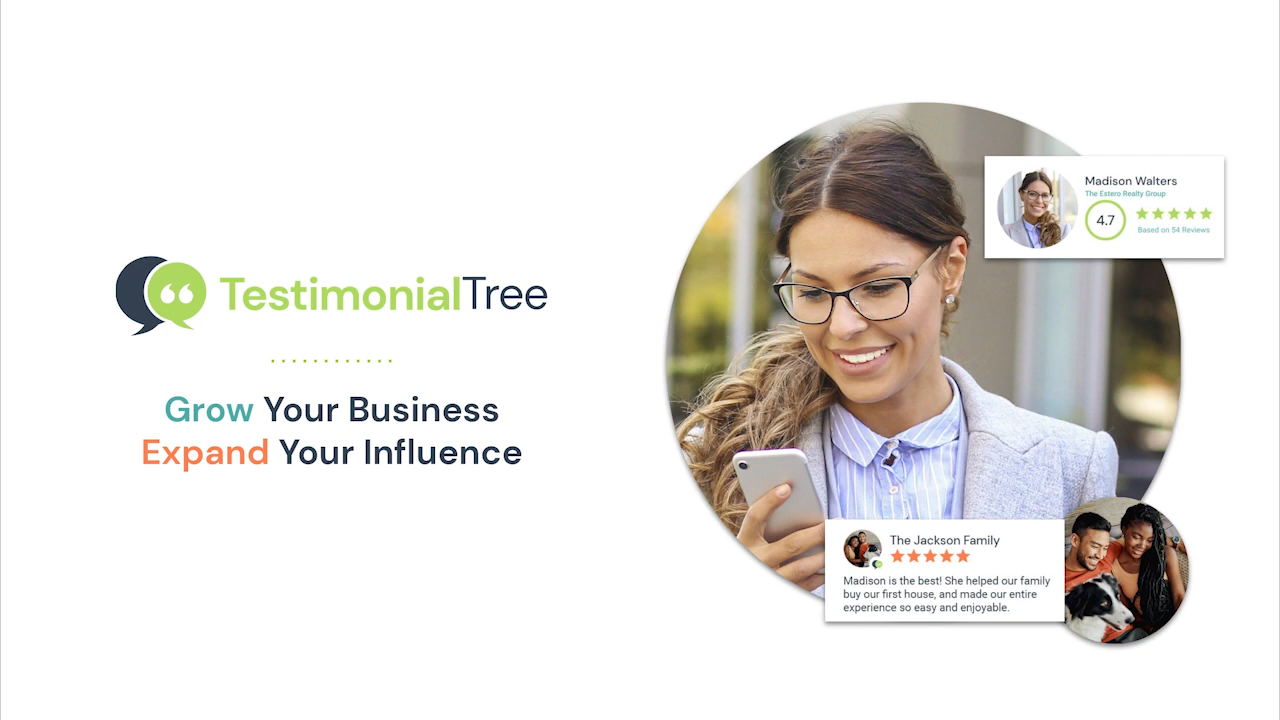 TestimonialTree
Grow Your Business
Expand Your Influence
Madison Walters
The Estero Realty Group
4.7
Based on 54 Reviews
The Jackson Family
Madison is the best! She helped our family
buy our first house, and made our entire
experience so easy and enjoyable.